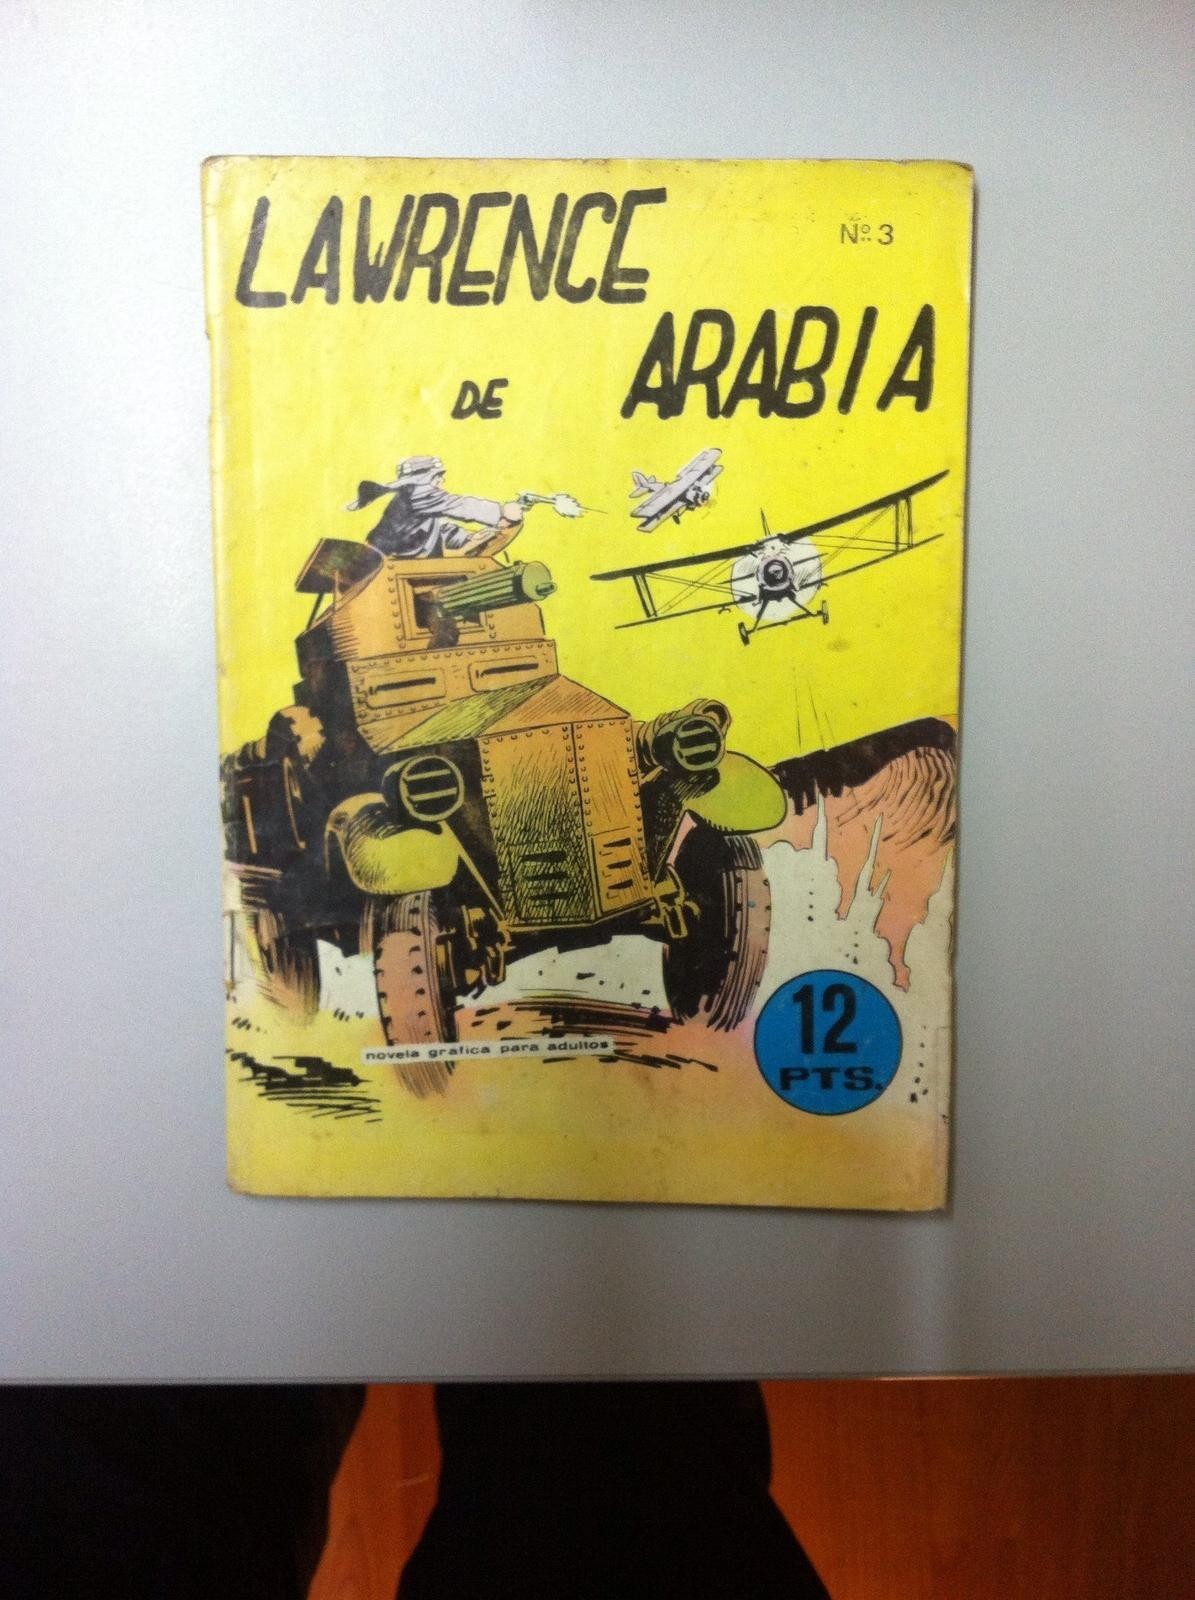 LAWRENCE
Nº 3
DE ARABIA
novela grafica para adultos
12
PTS.